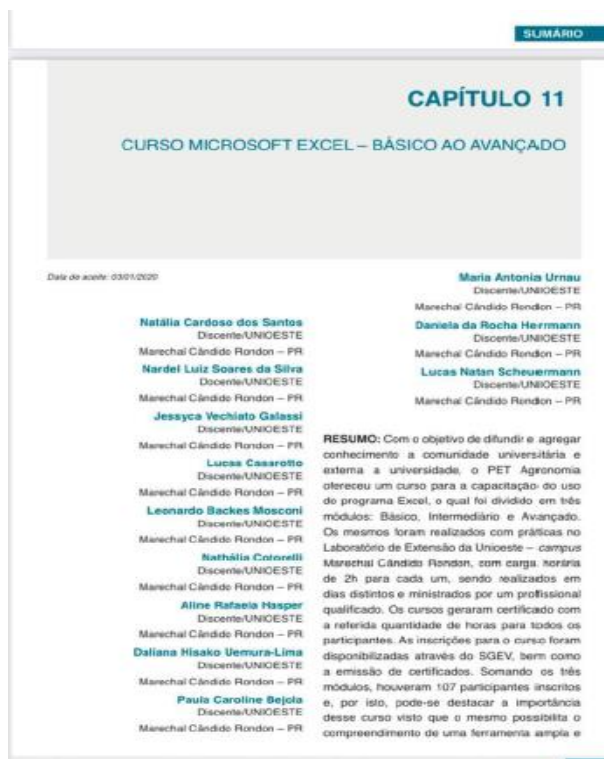 SUMÁRIO
CAPÍTULO 11
CURSO MICROSOFT EXCEL – BÁSICO AO AVANÇADO
Data de aceite: 03/01/2020
Natália Cardoso dos Santos
Discente/UNIOESTE
Marechal Cândido Rondon – PR
Nardel Luiz Soares da Silva
Docente/UNIOESTE
Marechal Cândido Rondon – PR
Jessyca Vechiato Galassi
Discente/UNIOESTE
Marechal Cândido Rondon – PR
Lucas Casarotto
Discente/UNIOESTE
Marechal Cândido Rondon – PR
Leonardo Backes Mosconi
Discente/UNIOESTE
Marechal Cândido Rondon – PR
Nathália Cotorelli
Discente/UNIOESTE
Marechal Cândido Rondon – PR
Aline Rafaela Hasper
Discente/UNIOESTE
Marechal Cândido Rondon – PR
Daliana Hisako Uemura-Lima
Discente/UNIOESTE
Marechal Cândido Rondon – PR
Paula Caroline Bejola
Discente/UNIOESTE
Marechal Cândido Rondon – PR
Maria Antonia Urnau
Discente/UNIOESTE
Marechal Cândido Rondon – PR
Daniela da Rocha Herrmann
Discente/UNIOESTE
Marechal Cândido Rondon – PR
Lucas Natan Scheuermann
Discente/UNIOESTE
Marechal Cândido Rondon – PR
RESUMO: Com o objetivo de difundir e agregar
conhecimento a comunidade universitária e
externa a universidade, o PET Agronomia
ofereceu um curso para a capacitação do uso
do programa Excel, o qual foi dividido em três
módulos: Básico, Intermediário e Avançado.
Os mesmos foram realizados com práticas no
Laboratório de Extensão da Unioeste – campus
Marechal Cândido Rondon, com carga horária
de 2h para cada um, sendo realizados em
dias distintos e ministrados por um profissional
qualificado. Os cursos geraram certificado com
a referida quantidade de horas para todos os
participantes. As inscrições para o curso foram
disponibilizadas através do SGEV, bem como
a emissão de certificados. Somando os três
módulos, houveram 107 participantes inscritos
e, por isto, pode-se destacar a importância
desse curso visto que o mesmo possibilita o
compreendimento de uma ferramenta ampla e